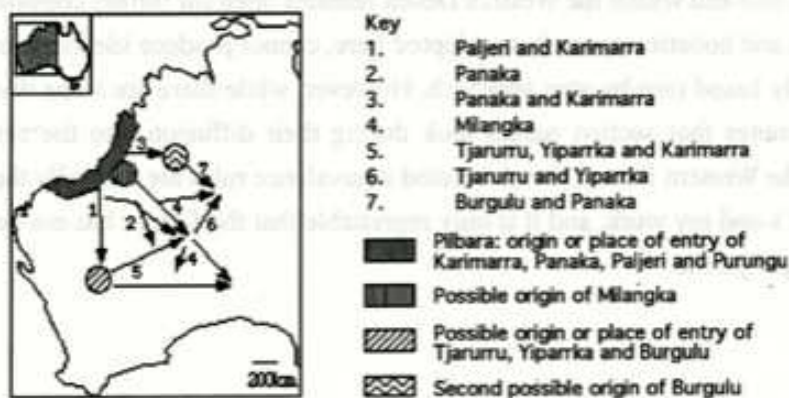 Key
1. Paljeri and Karimarra
2. Panaka
3. Panaka and Karimarra
4. Milangka
5. Tjarurru, Yiparrka and Karimarra
6. Tjarurru and Yiparrka
7. Burgulu and Panaka
Pilbara: origin or place of entry of
Karimarra, Panaka, Paljeri and Purungu
Possible origin of Milangka
Possible origin or place of entry of
Tjarurru, Yiparrka and Burgulu
Second possible origin of Burgulu
3
7
1
2
4
6
5
4
200km.